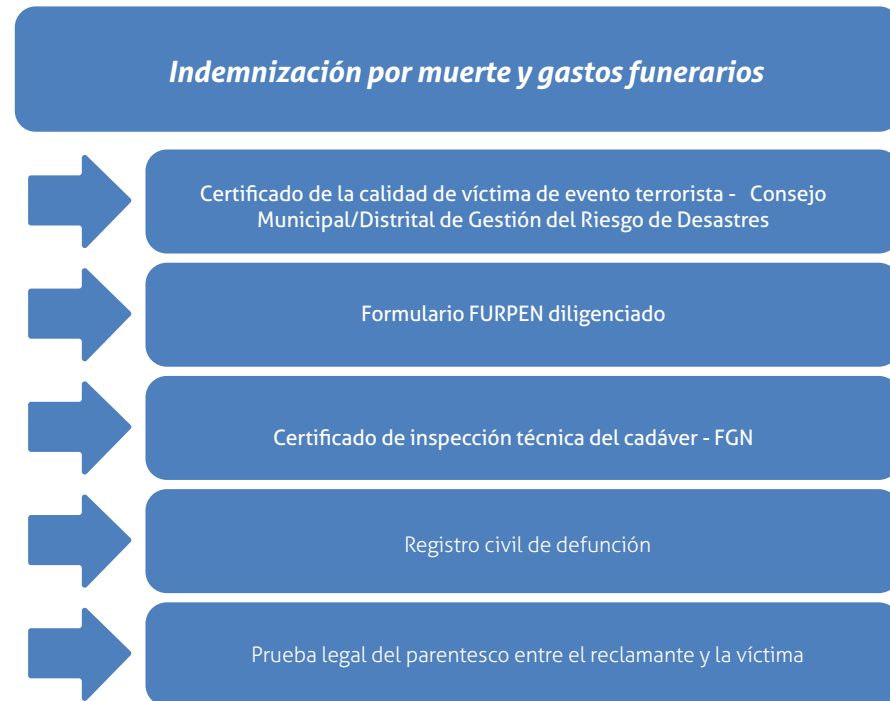 Indemnización por muerte y gastos funerarios
Certificado de la calidad de víctima de evento terrorista - Consejo
Municipal/Distrital de Gestión del Riesgo de Desastres
Formulario FURPEN diligenciado
Certificado de inspección técnica del cadáver - FGN
Registro civil de defunción
Prueba legal del parentesco entre el reclamante y la víctima